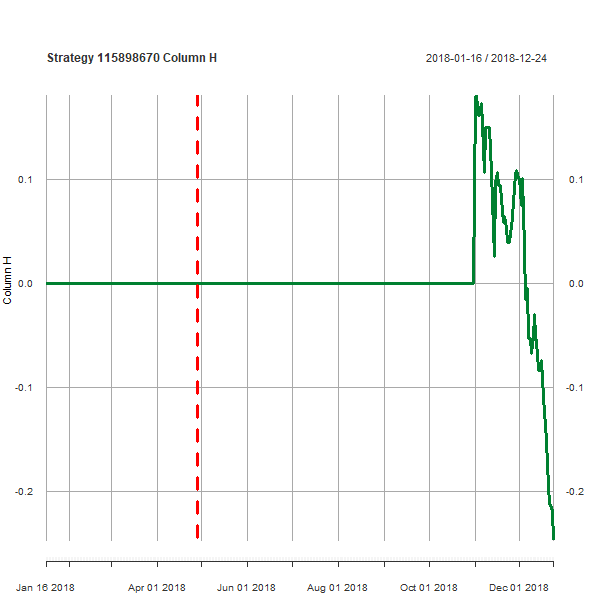 Strategy 115898670 Column H
2018-01-16 / 2018-12-24
0.1
0.1
0.0
0.0
Column H
-0.1
-0.1
-0.2
-0.2
Jan 16 2018
Apr 01 2018
Jun 01 2018
Aug 01 2018
Oct 01 2018
Dec 01 2018